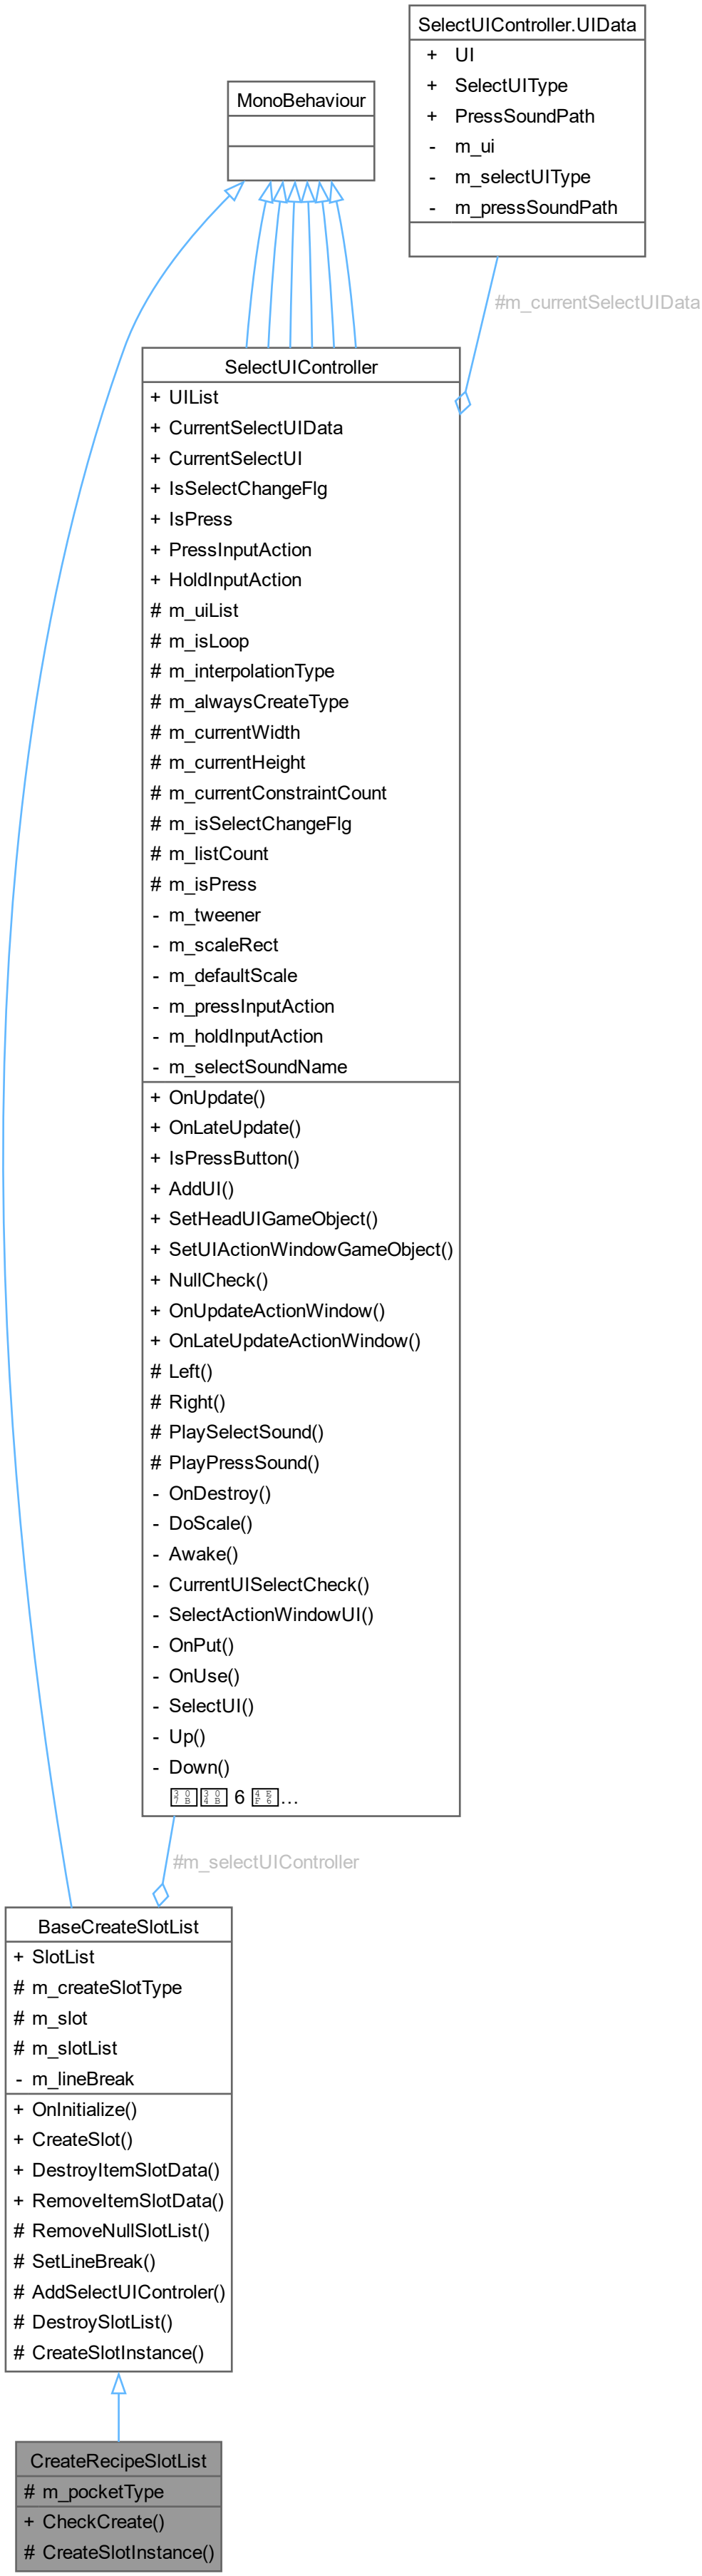 SelectUIController.UIData
+ UI
+ SelectUIType
+ PressSoundPath
- m_ui
- m_selectUIType
- m_pressSoundPath
MonoBehaviour
#m_currentSelectUIData
SelectUIController
+ UIList
+ CurrentSelectUIData
+ CurrentSelectUI
+ IsSelectChangeFlg
+ IsPress
+ PressInputAction
+ HoldInputAction
# m_uiList
# m_isLoop
# m_interpolationType
# m_alwaysCreateType
# m_currentWidth
# m_currentHeight
# m_currentConstraintCount
# m_isSelectChangeFlg
# m_listCount
# m_isPress
- m_tweener
- m_scaleRect
- m_defaultScale
- m_pressInputAction
- m_holdInputAction
- m_selectSoundName
+ OnUpdate()
+ OnLateUpdate()
+ IsPressButton()
+ AddUI()
+ SetHeadUIGameObject()
+ SetUIActionWindowGameObject()
+ NullCheck()
+ OnUpdateActionWindow()
+ OnLateUpdateActionWindow()
# Left()
# Right()
# PlaySelectSound()
# PlayPressSound()
- OnDestroy()
- DoScale()
- Awake()
- CurrentUISelectCheck()
- SelectActionWindowUI()
- OnPut()
- OnUse()
- SelectUI()
- Up()
- Down()
6 ...
#m_selectUIController
BaseCreateSlotList
+ SlotList
# m_createSlotType
# m_slot
# m_slotList
- m_lineBreak
+ OnInitialize()
+ CreateSlot()
+ DestroyItemSlotData()
+ RemoveItemSlotData()
# RemoveNullSlotList()
# SetLineBreak()
# AddSelectUIControler()
# DestroySlotList()
# CreateSlotInstance()
CreateRecipeSlotList
# m_pocketType
+ CheckCreate()
# CreateSlotInstance()